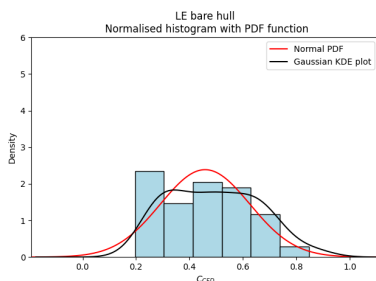 LE bare hull
Normalised histogram with PDF function
Normal PDF
Gaussian KDE plot
Density
6
5
4
3
2
1
0
0.0 0.2 0.4 0.6 0.8 1.0